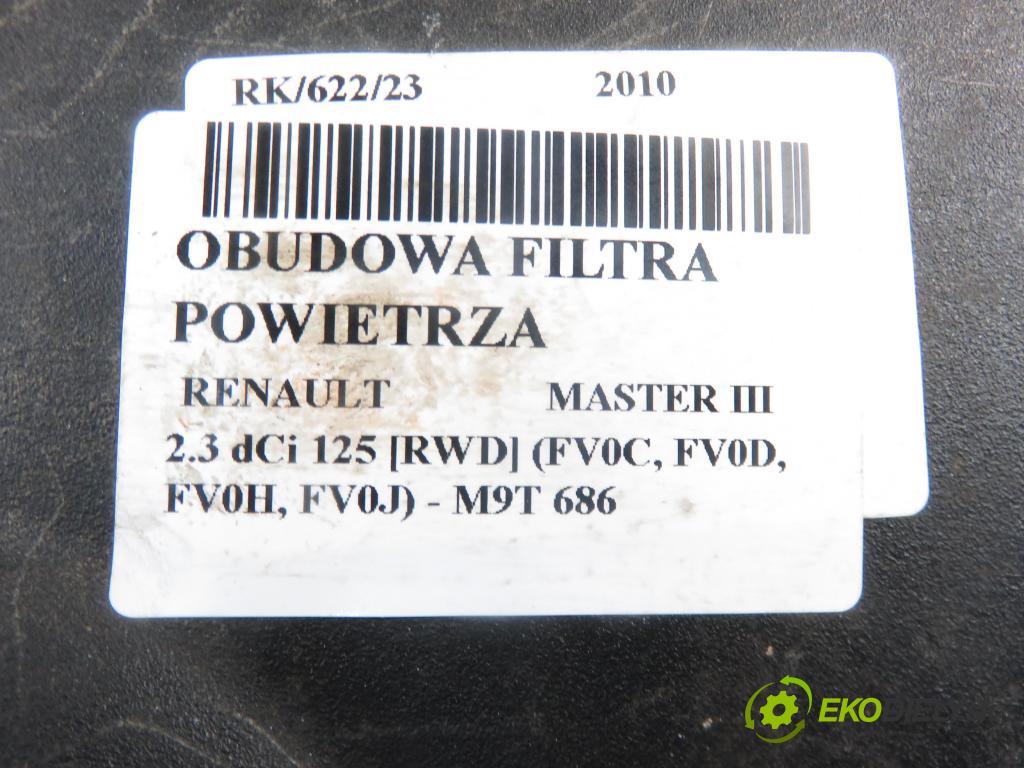 RK/622/23 2010
OBUDOWA FILTRA
POWIETRZA
RENAULT MASTER III
2.3 dCi 125 [RWD] (FV0C, FV0D,
FV0H, FV0J) - M9T 686